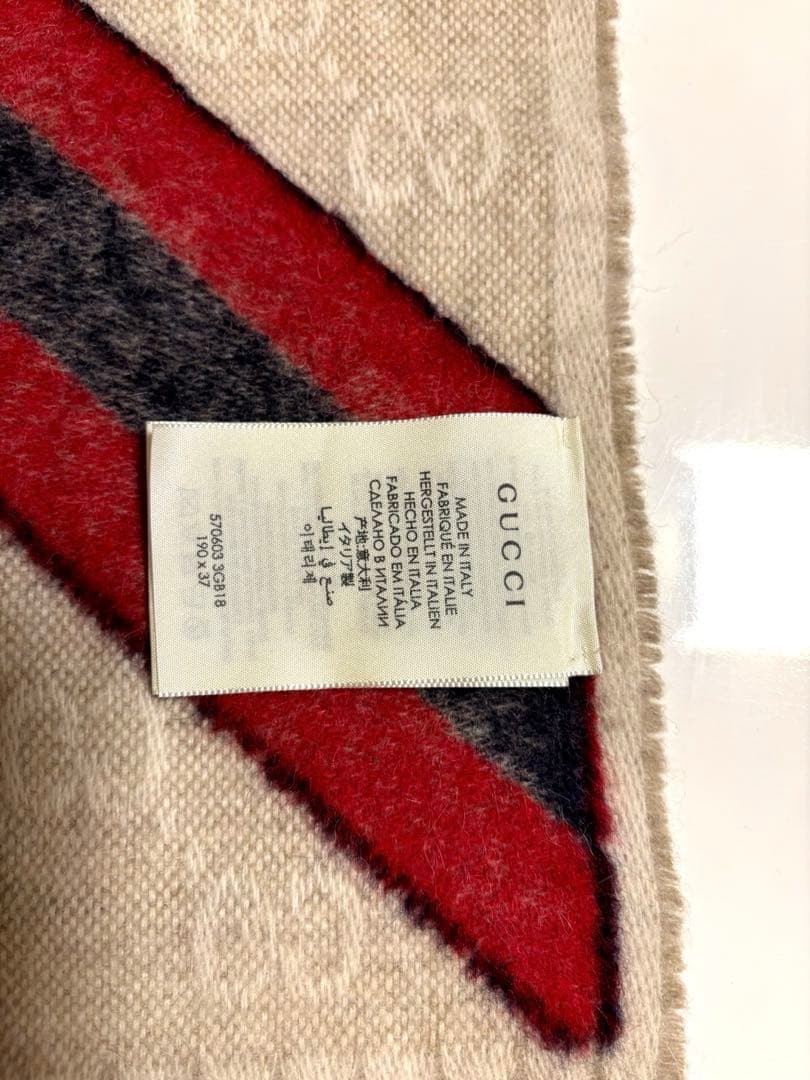 GUCCI
MADE IN ITALY
FABRIQUÉ EN ITALIE
HERGESTELLT IN ITALIEN
HECHO EN ITALIA
FABRICADO EM ITÁLIA
СДЕЛАНО В ИТАЛИИ
产地:意大利
イタリア製
صنع في إيطاليا
이태리제
570603 3GB18
190 x 37